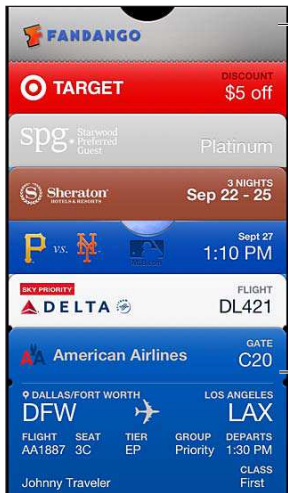 FANDANGO
TARGET
DISCOUNT
$5 off
spg. Starwood
Preferred
Guest
Platinum
Sheraton
HOTELS & RESORTS
3 NIGHTS
Sep 22 - 25
P vs. NY
Sept 27
1:10 PM
SKY PRIORITY
DELTA
FLIGHT
DL421
AA American Airlines
GATE
C20
DALLAS/FORT WORTH LOS ANGELES
DFW LAX
FLIGHT SEAT TIER GROUP DEPARTS
AA1887 3C EP Priority 1:30 PM
CLASS
Johnny Traveler First